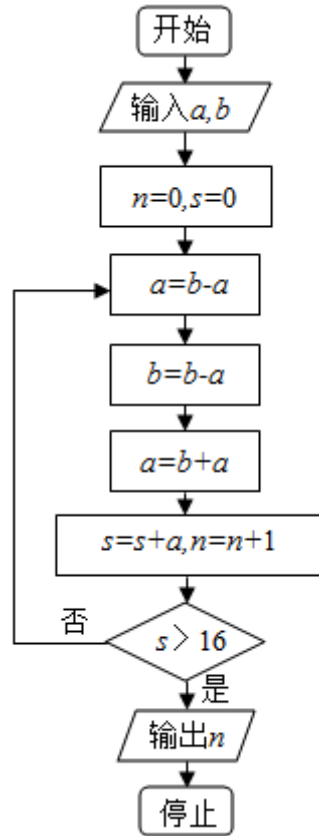 开始
输入a,b
n=0,s=0
a=b-a
b=b-a
a=b+a
s=s+a,n=n+1
否
s＞16
是
输出n
停止